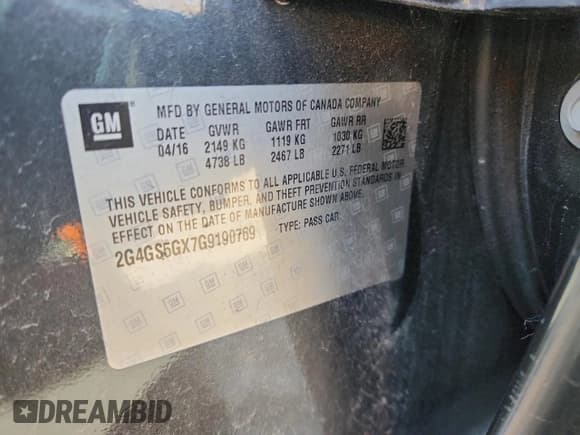 GM
MFD BY GENERAL MOTORS OF CANADA COMPANY
DATE GVWR GAWR FRT GAWR RR
04/16 2149 KG 1119 KG 1030 KG
4738 LB 2467 LB 2271 LB
THIS VEHICLE CONFORMS TO ALL APPLICABLE U.S. FEDERAL MOTOR
VEHICLE SAFETY, BUMPER, AND THEFT PREVENTION STANDARDS IN
EFFECT ON THE DATE OF MANUFACTURE SHOWN ABOVE.
2G4GS5GX7G9190769 TYPE: PASS CAR
DREAMBID